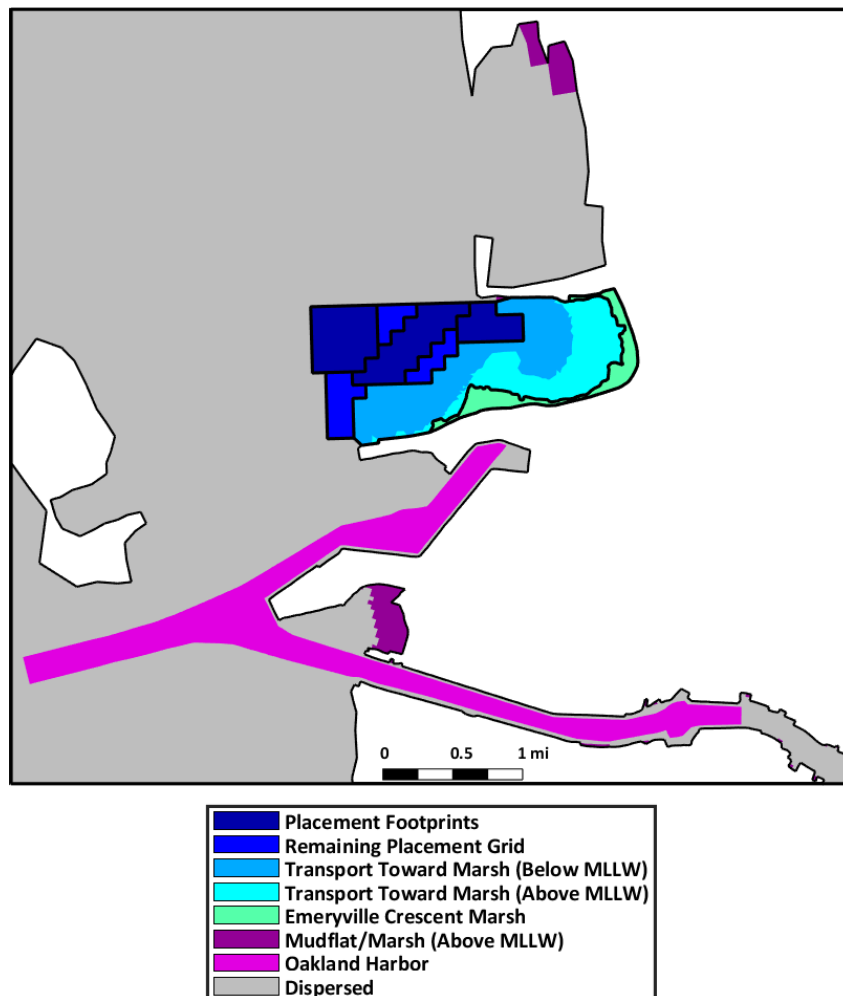 0 0.5 1 mi
Placement Footprints
Remaining Placement Grid
Transport Toward Marsh (Below MLLW)
Transport Toward Marsh (Above MLLW)
Emeryville Crescent Marsh
Mudflat/Marsh (Above MLLW)
Oakland Harbor
Dispersed